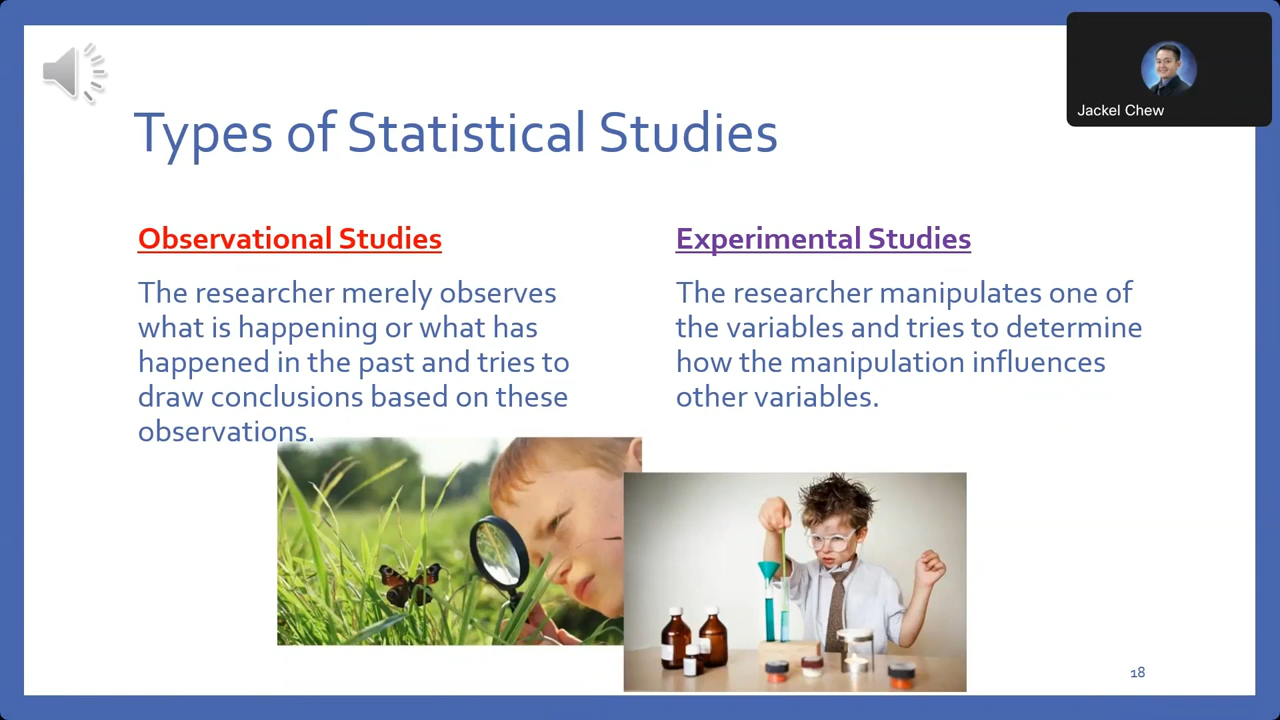 Jackel Chew
Types of Statistical Studies
Observational Studies
The researcher merely observes
what is happening or what has
happened in the past and tries to
draw conclusions based on these
observations.
Experimental Studies
The researcher manipulates one of
the variables and tries to determine
how the manipulation influences
other variables.
18